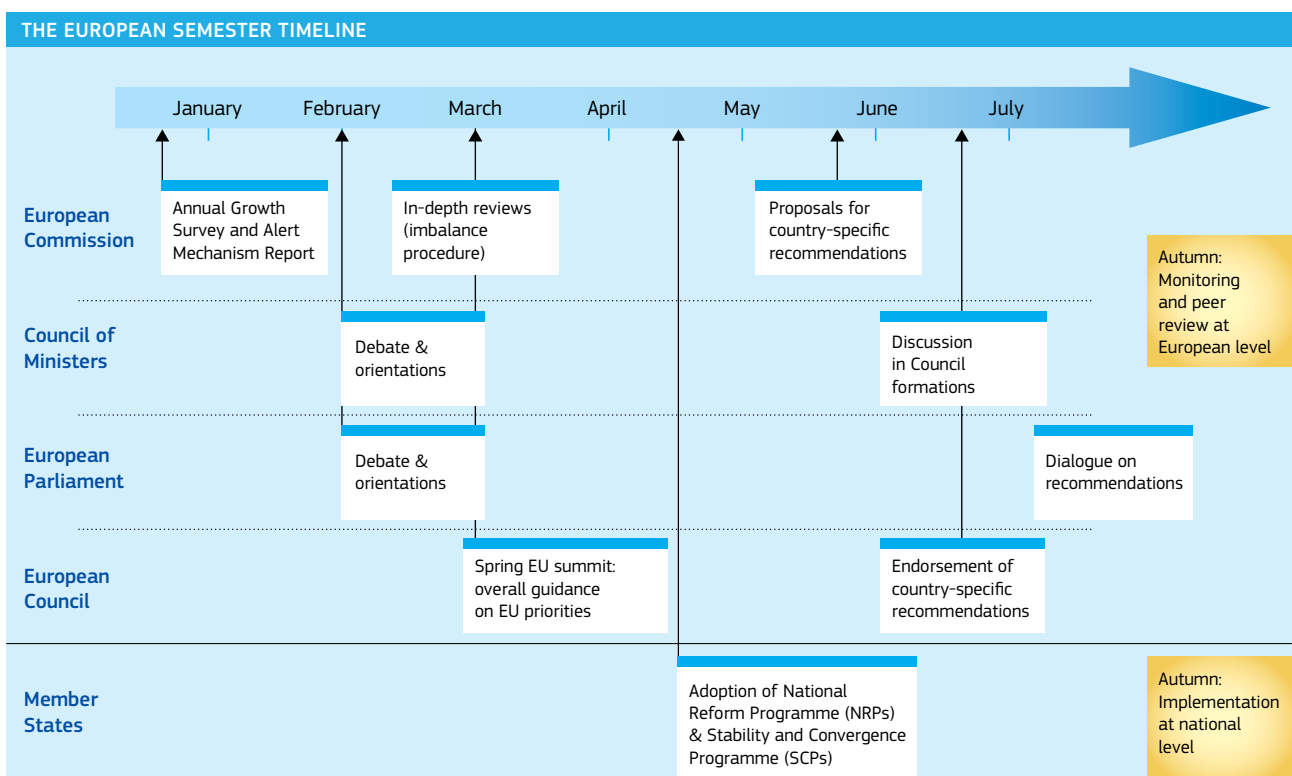 THE EUROPEAN SEMESTER TIMELINE
January February March April May June July
European
Commission
Annual Growth
Survey and Alert
Mechanism Report
In-depth reviews
(imbalance
procedure)
Proposals for
country-specific
recommendations
Autumn:
Monitoring
and peer
review at
European level
Council of
Ministers
Debate &
orientations
Discussion
in Council
formations
European
Parliament
Debate &
orientations
Dialogue on
recommendations
European
Council
Spring EU summit:
overall guidance
on EU priorities
Endorsement of
country-specific
recommendations
Member
States
Adoption of National
Reform Programme (NRPs)
& Stability and Convergence
Programme (SCPs)
Autumn:
Implementation
at national
level